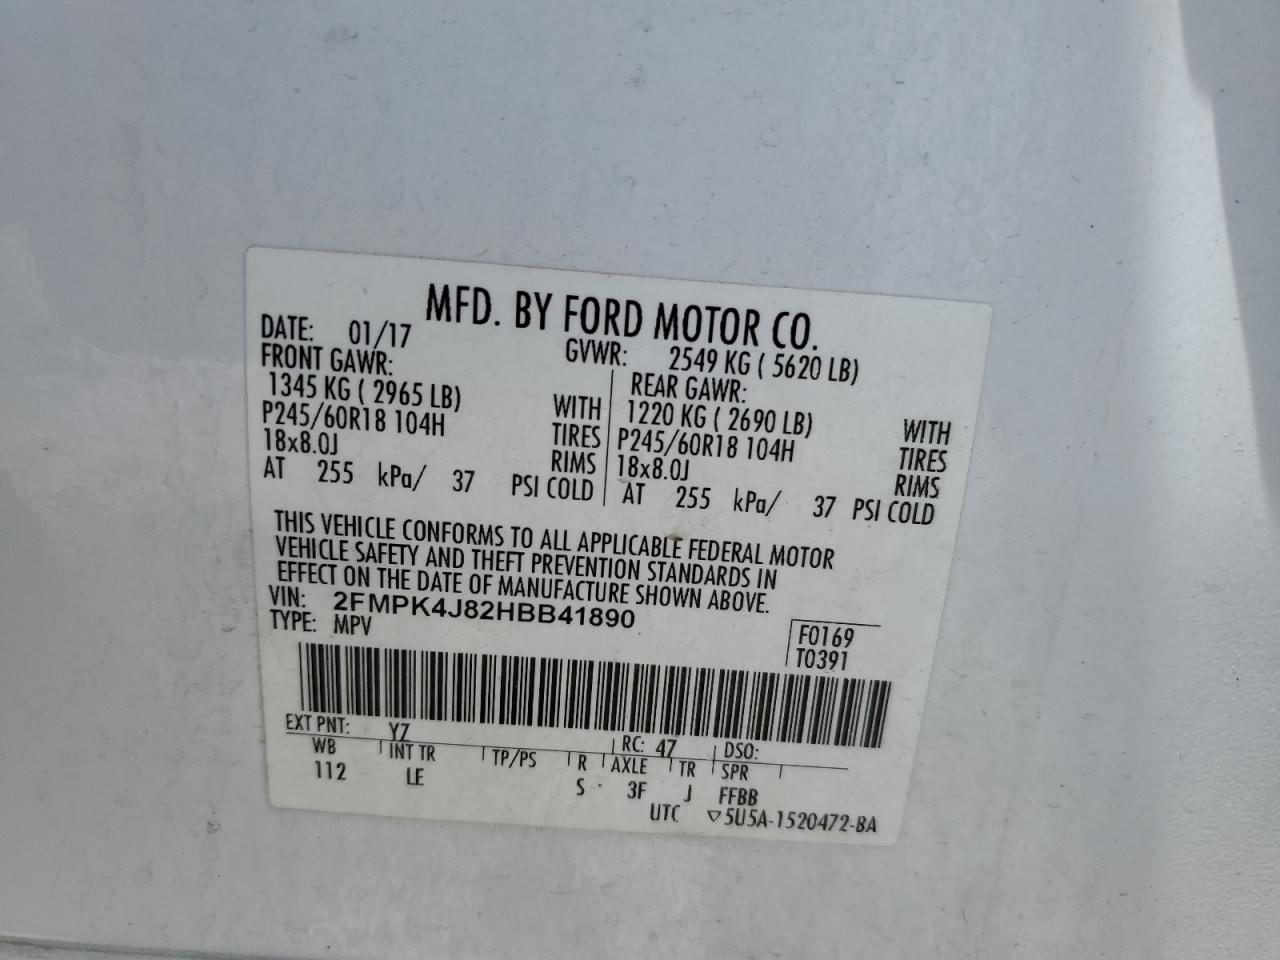 MFD. BY FORD MOTOR CO.
DATE: 01/17 GVWR: 2549 KG ( 5620 LB)
FRONT GAWR: REAR GAWR:
1345 KG ( 2965 LB) WITH 1220 KG ( 2690 LB) WITH
P245/60R18 104H TIRES P245/60R18 104H TIRES
18x8.0J RIMS 18x8.0J RIMS
AT 255 kPa/ 37 PSI COLD AT 255 kPa/ 37 PSI COLD
THIS VEHICLE CONFORMS TO ALL APPLICABLE FEDERAL MOTOR
VEHICLE SAFETY AND THEFT PREVENTION STANDARDS IN
EFFECT ON THE DATE OF MANUFACTURE SHOWN ABOVE.
VIN: 2FMPK4J82HBB41890
TYPE: MPV
F0169
T0391
EXT PNT: Y7 RC: 47 DSO:
WB INT TR TP/PS R AXLE TR SPR
112 LE S 3F J FFBB
UTC ▽5U5A-1520472-BA